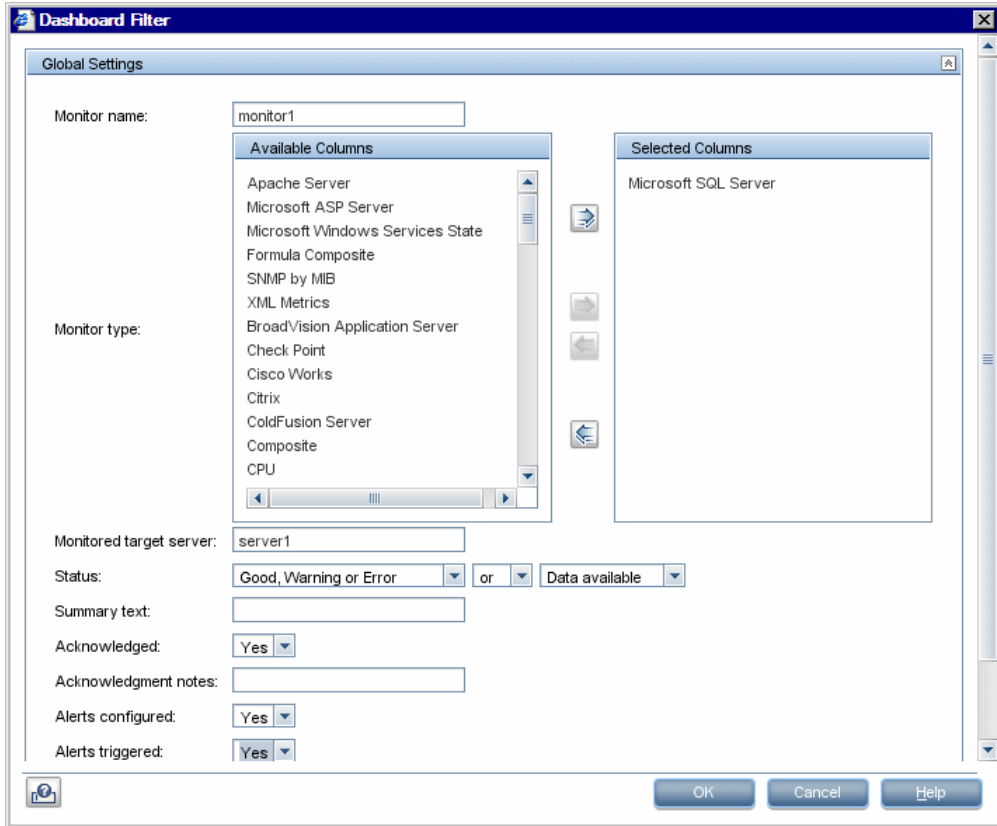 Dashboard Filter
Global Settings
Monitor name: monitor1
Available Columns
Selected Columns
Apache Server
Microsoft SQL Server
Microsoft ASP Server
Microsoft Windows Services State
Formula Composite
SNMP by MIB
XML Metrics
Monitor type:
BroadVision Application Server
Check Point
Cisco Works
Citrix
ColdFusion Server
Composite
CPU
Monitored target server: server1
Status: Good, Warning or Error or Data available
Summary text:
Acknowledged: Yes
Acknowledgment notes:
Alerts configured: Yes
Alerts triggered: Yes
OK Cancel Help